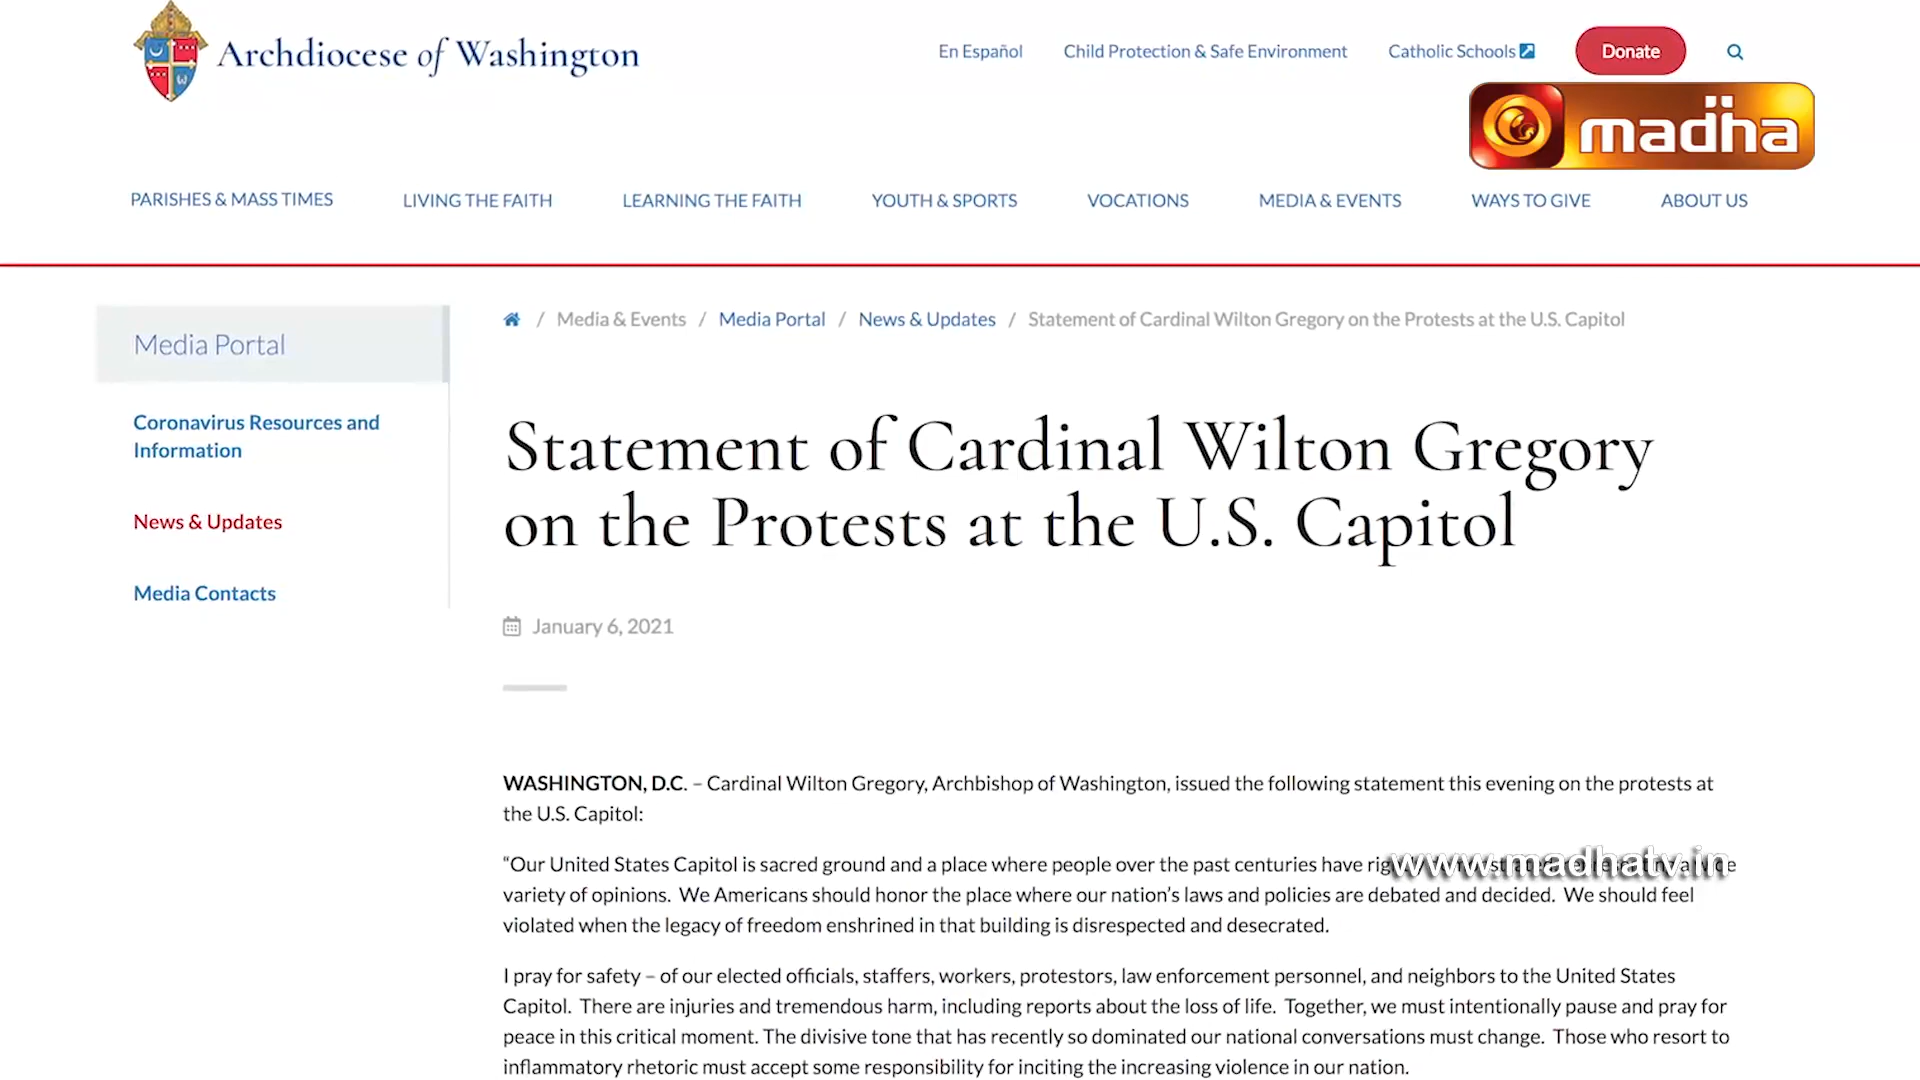 Archdiocese of Washington
En Español
Child Protection & Safe Environment
Catholic Schools
Donate
madha
PARISHES & MASS TIMES
LIVING THE FAITH
LEARNING THE FAITH
YOUTH & SPORTS
VOCATIONS
MEDIA & EVENTS
WAYS TO GIVE
ABOUT US
Media Portal
Coronavirus Resources and
Information
News & Updates
Media Contacts
/ Media & Events / Media Portal / News & Updates / Statement of Cardinal Wilton Gregory on the Protests at the U.S. Capitol
Statement of Cardinal Wilton Gregory
on the Protests at the U.S. Capitol
January 6, 2021
WASHINGTON, D.C. – Cardinal Wilton Gregory, Archbishop of Washington, issued the following statement this evening on the protests at
the U.S. Capitol:
“Our United States Capitol is sacred ground and a place where people over the past centuries have
www.madhatv.in
variety of opinions. We Americans should honor the place where our nation’s laws and policies are debated and decided. We should feel
violated when the legacy of freedom enshrined in that building is disrespected and desecrated.
I pray for safety – of our elected officials, staffers, workers, protestors, law enforcement personnel, and neighbors to the United States
Capitol. There are injuries and tremendous harm, including reports about the loss of life. Together, we must intentionally pause and pray for
peace in this critical moment. The divisive tone that has recently so dominated our national conversations must change. Those who resort to
inflammatory rhetoric must accept some responsibility for inciting the increasing violence in our nation.